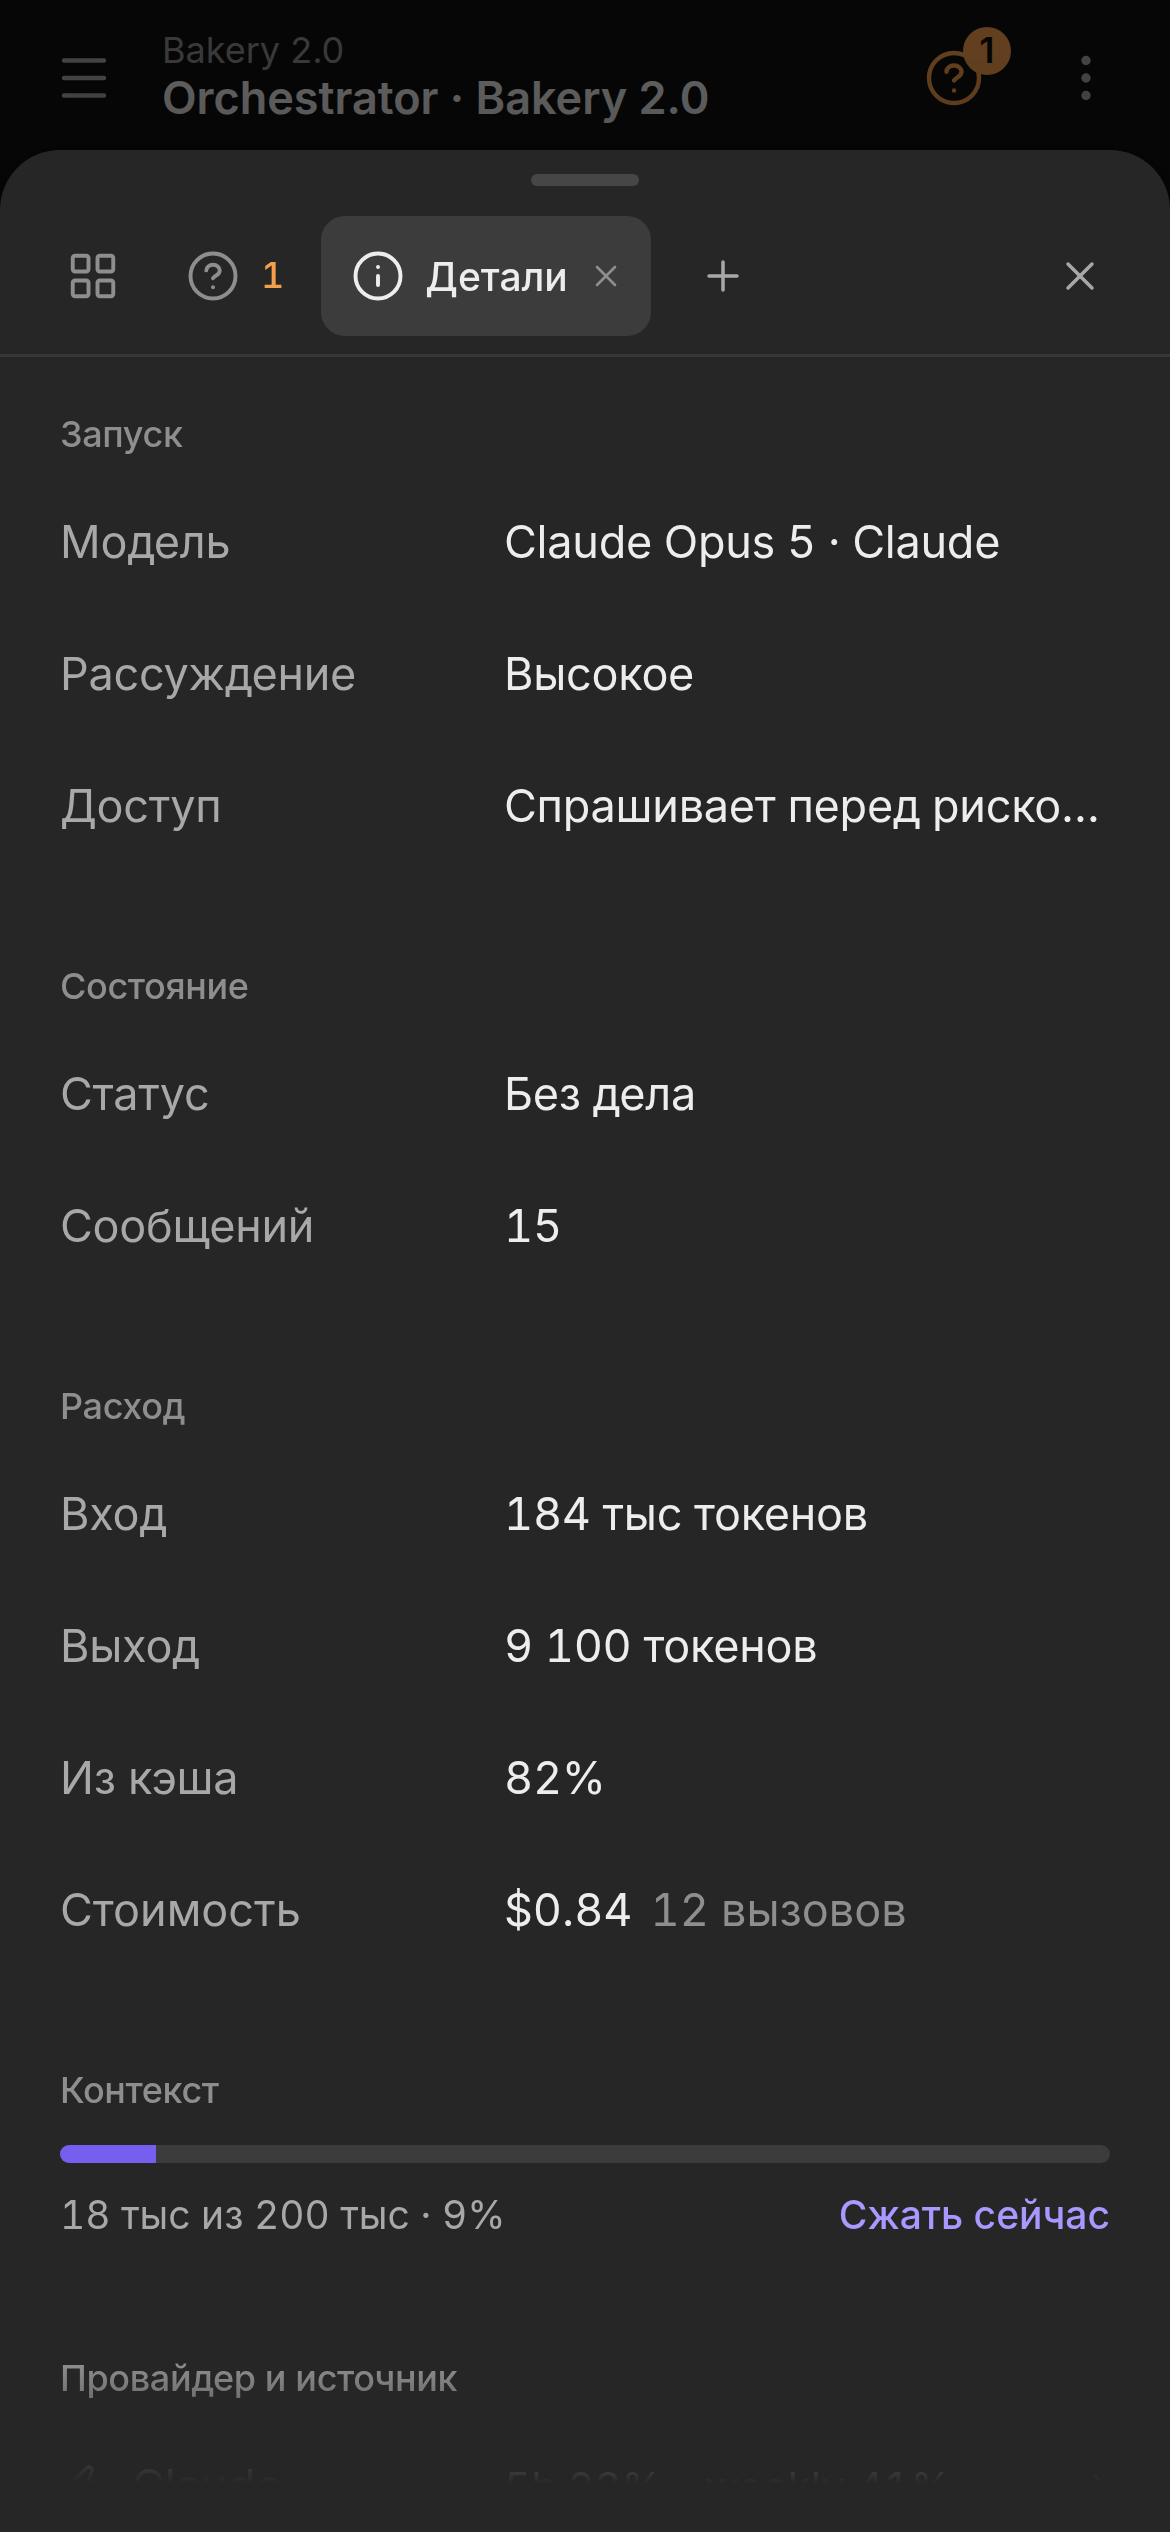 Bakery 2.0
Orchestrator · Bakery 2.0
1
1
Детали
Запуск
Модель
Claude Opus 5 · Claude
Рассуждение
Высокое
Доступ
Спрашивает перед риско...
Состояние
Статус
Без дела
Сообщений
15
Расход
Вход
184 тыс токенов
Выход
9 100 токенов
Из кэша
82%
Стоимость
$0.84 12 вызовов
Контекст
18 тыс из 200 тыс · 9%
Сжать сейчас
Провайдер и источник
Claude